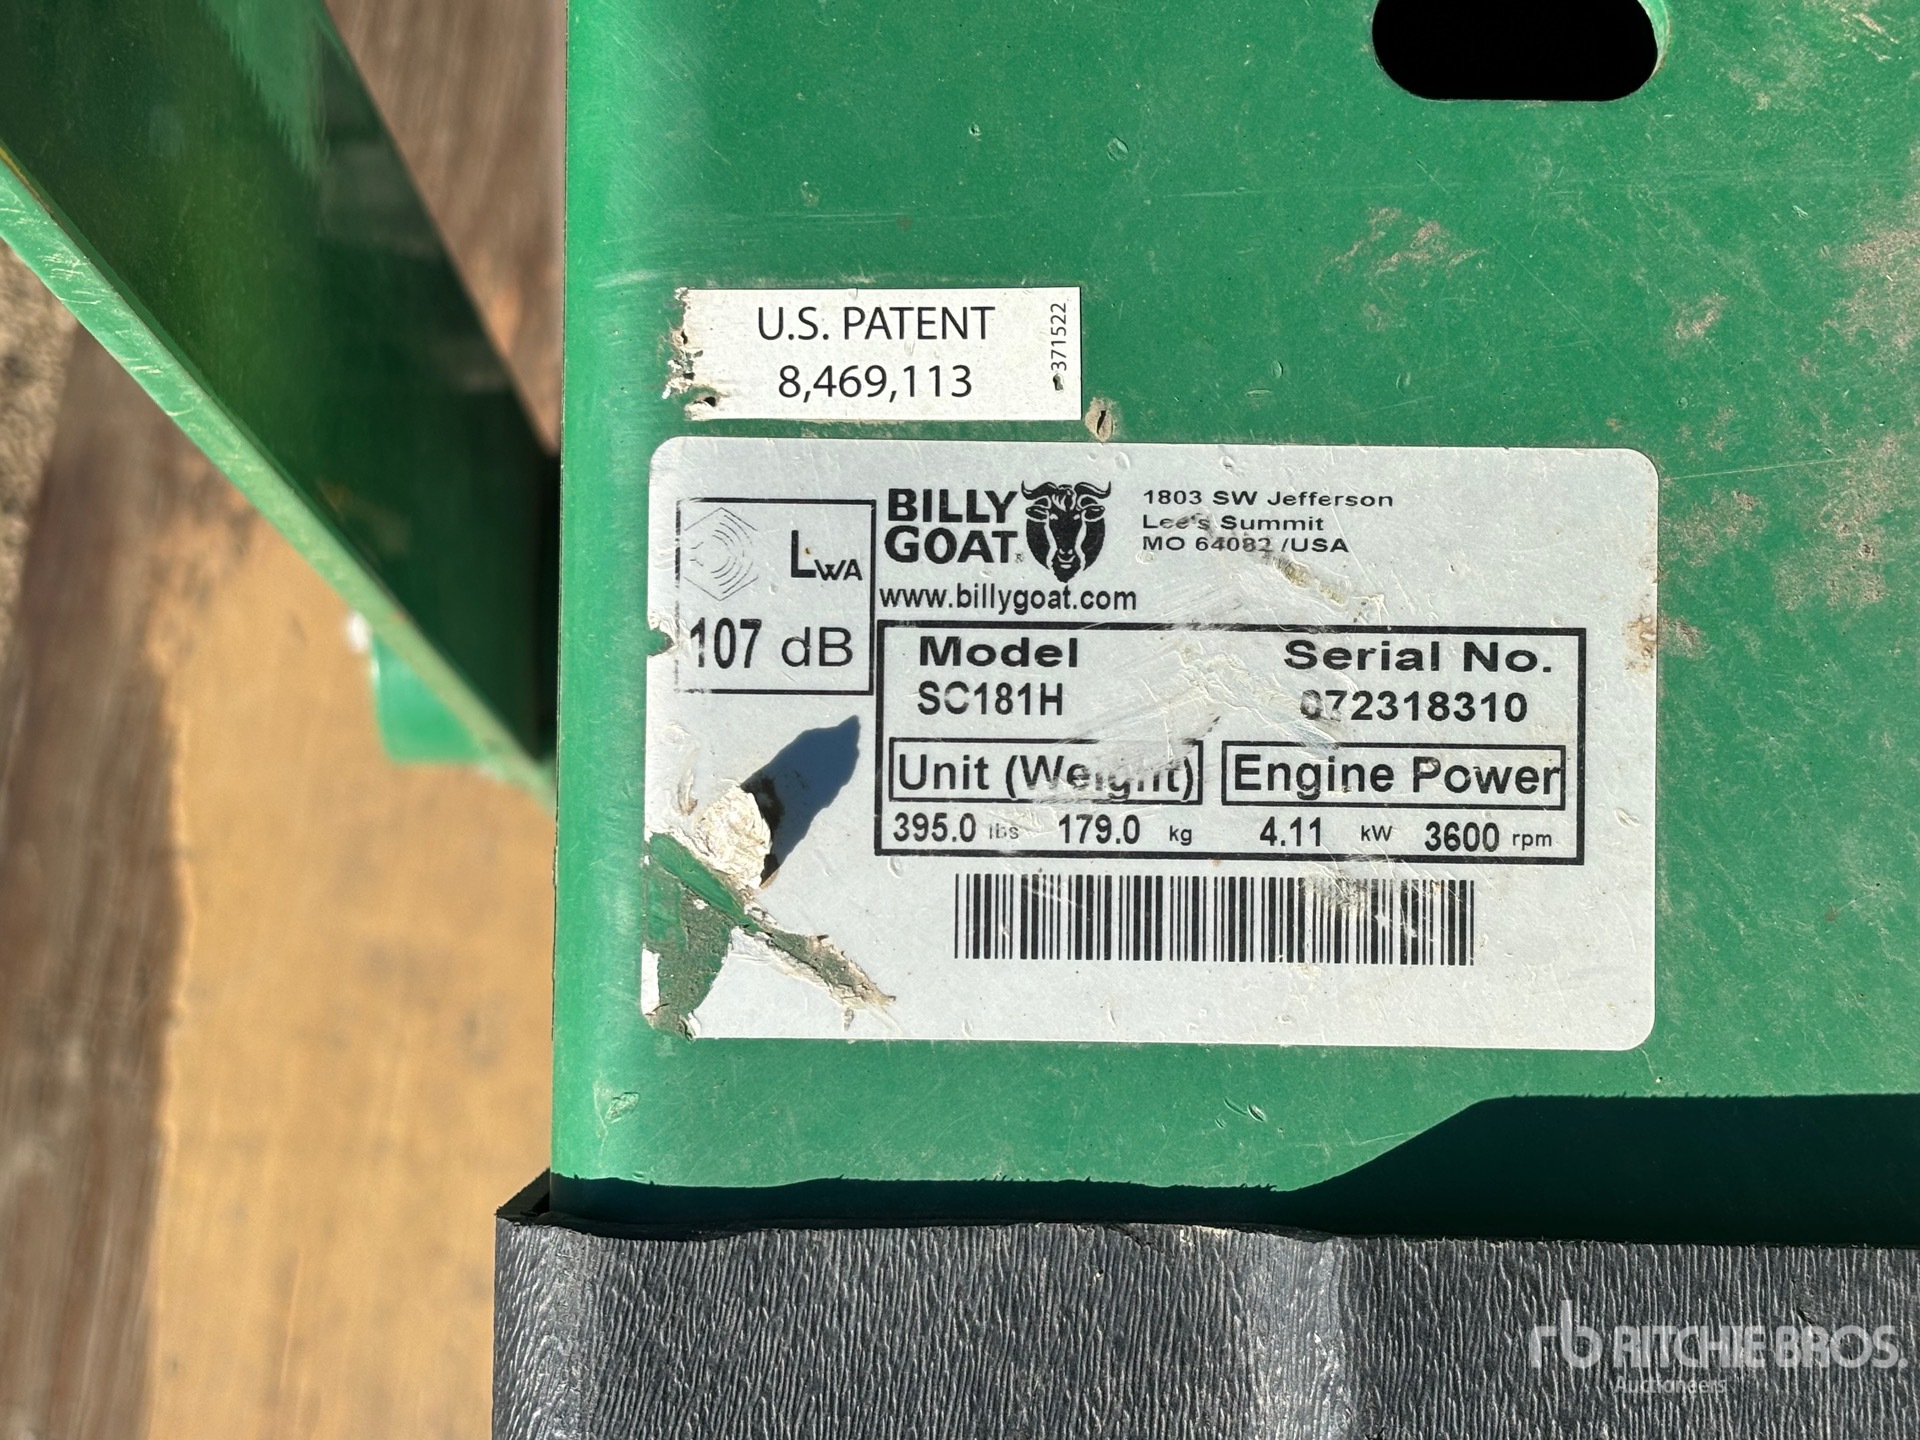 U.S. PATENT
8,469,113
371522
LWA
107 dB
BILLY
GOAT
www.billygoat.com
1803 SW Jefferson
Lee's Summit
MO 64082 /USA
Model
SC181H
Serial No.
072318310
Unit (Weight)
395.0 lbs 179.0 kg
Engine Power
4.11 kW 3600 rpm
rb RITCHIE BROS.
Auctioneers